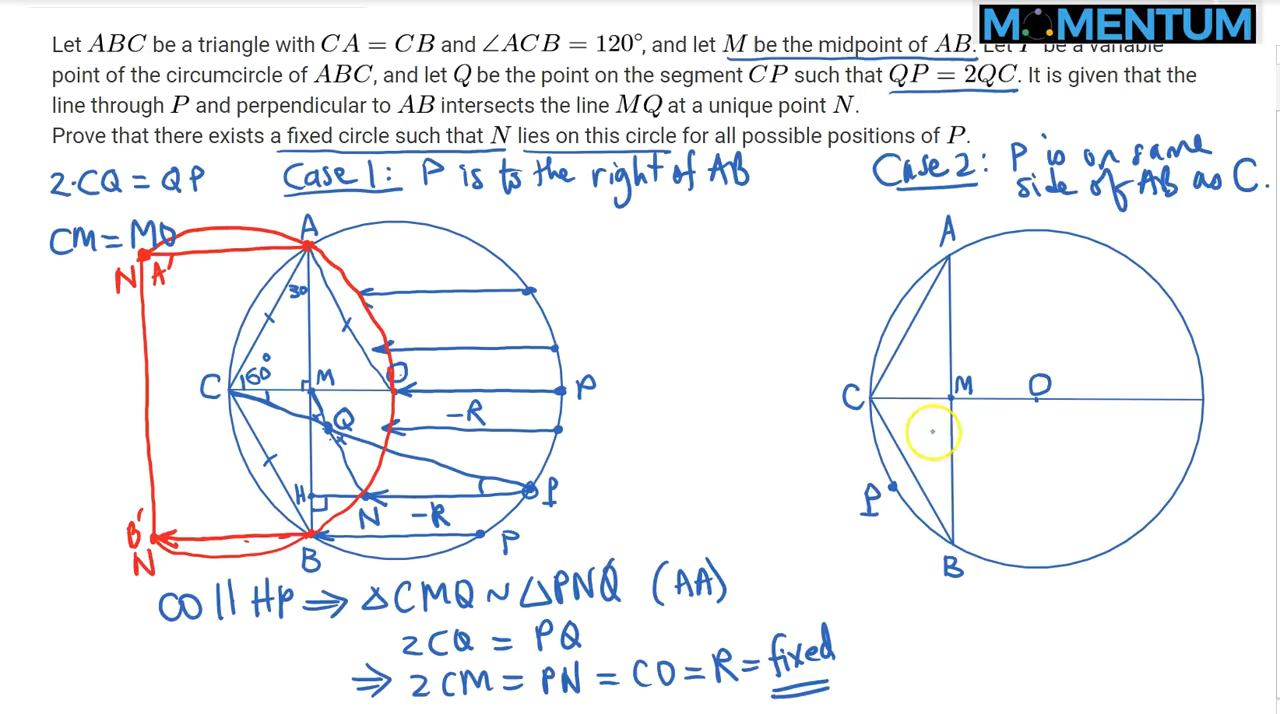 MOMENTUM
Let ABC be a triangle with CA = CB and ∠ACB = 120°, and let M be the midpoint of AB. Let P be a variable
point of the circumcircle of ABC, and let Q be the point on the segment CP such that QP = 2QC. It is given that the
line through P and perpendicular to AB intersects the line MQ at a unique point N.
Prove that there exists a fixed circle such that N lies on this circle for all possible positions of P.
2·CQ = QP
Case 1: P is to the right of AB
Case 2: P is on same
side of AB as C.
CM = MO
A
N A'
30
C
M
O
P
Q
-R
H
N
-R
P
B'
N
B
P
CO || HP ⇒ △CMQ ~ △PNQ (AA)
2CQ = PQ
⇒ 2CM = PN = CO = R = fixed
A
C
M
O
P
B